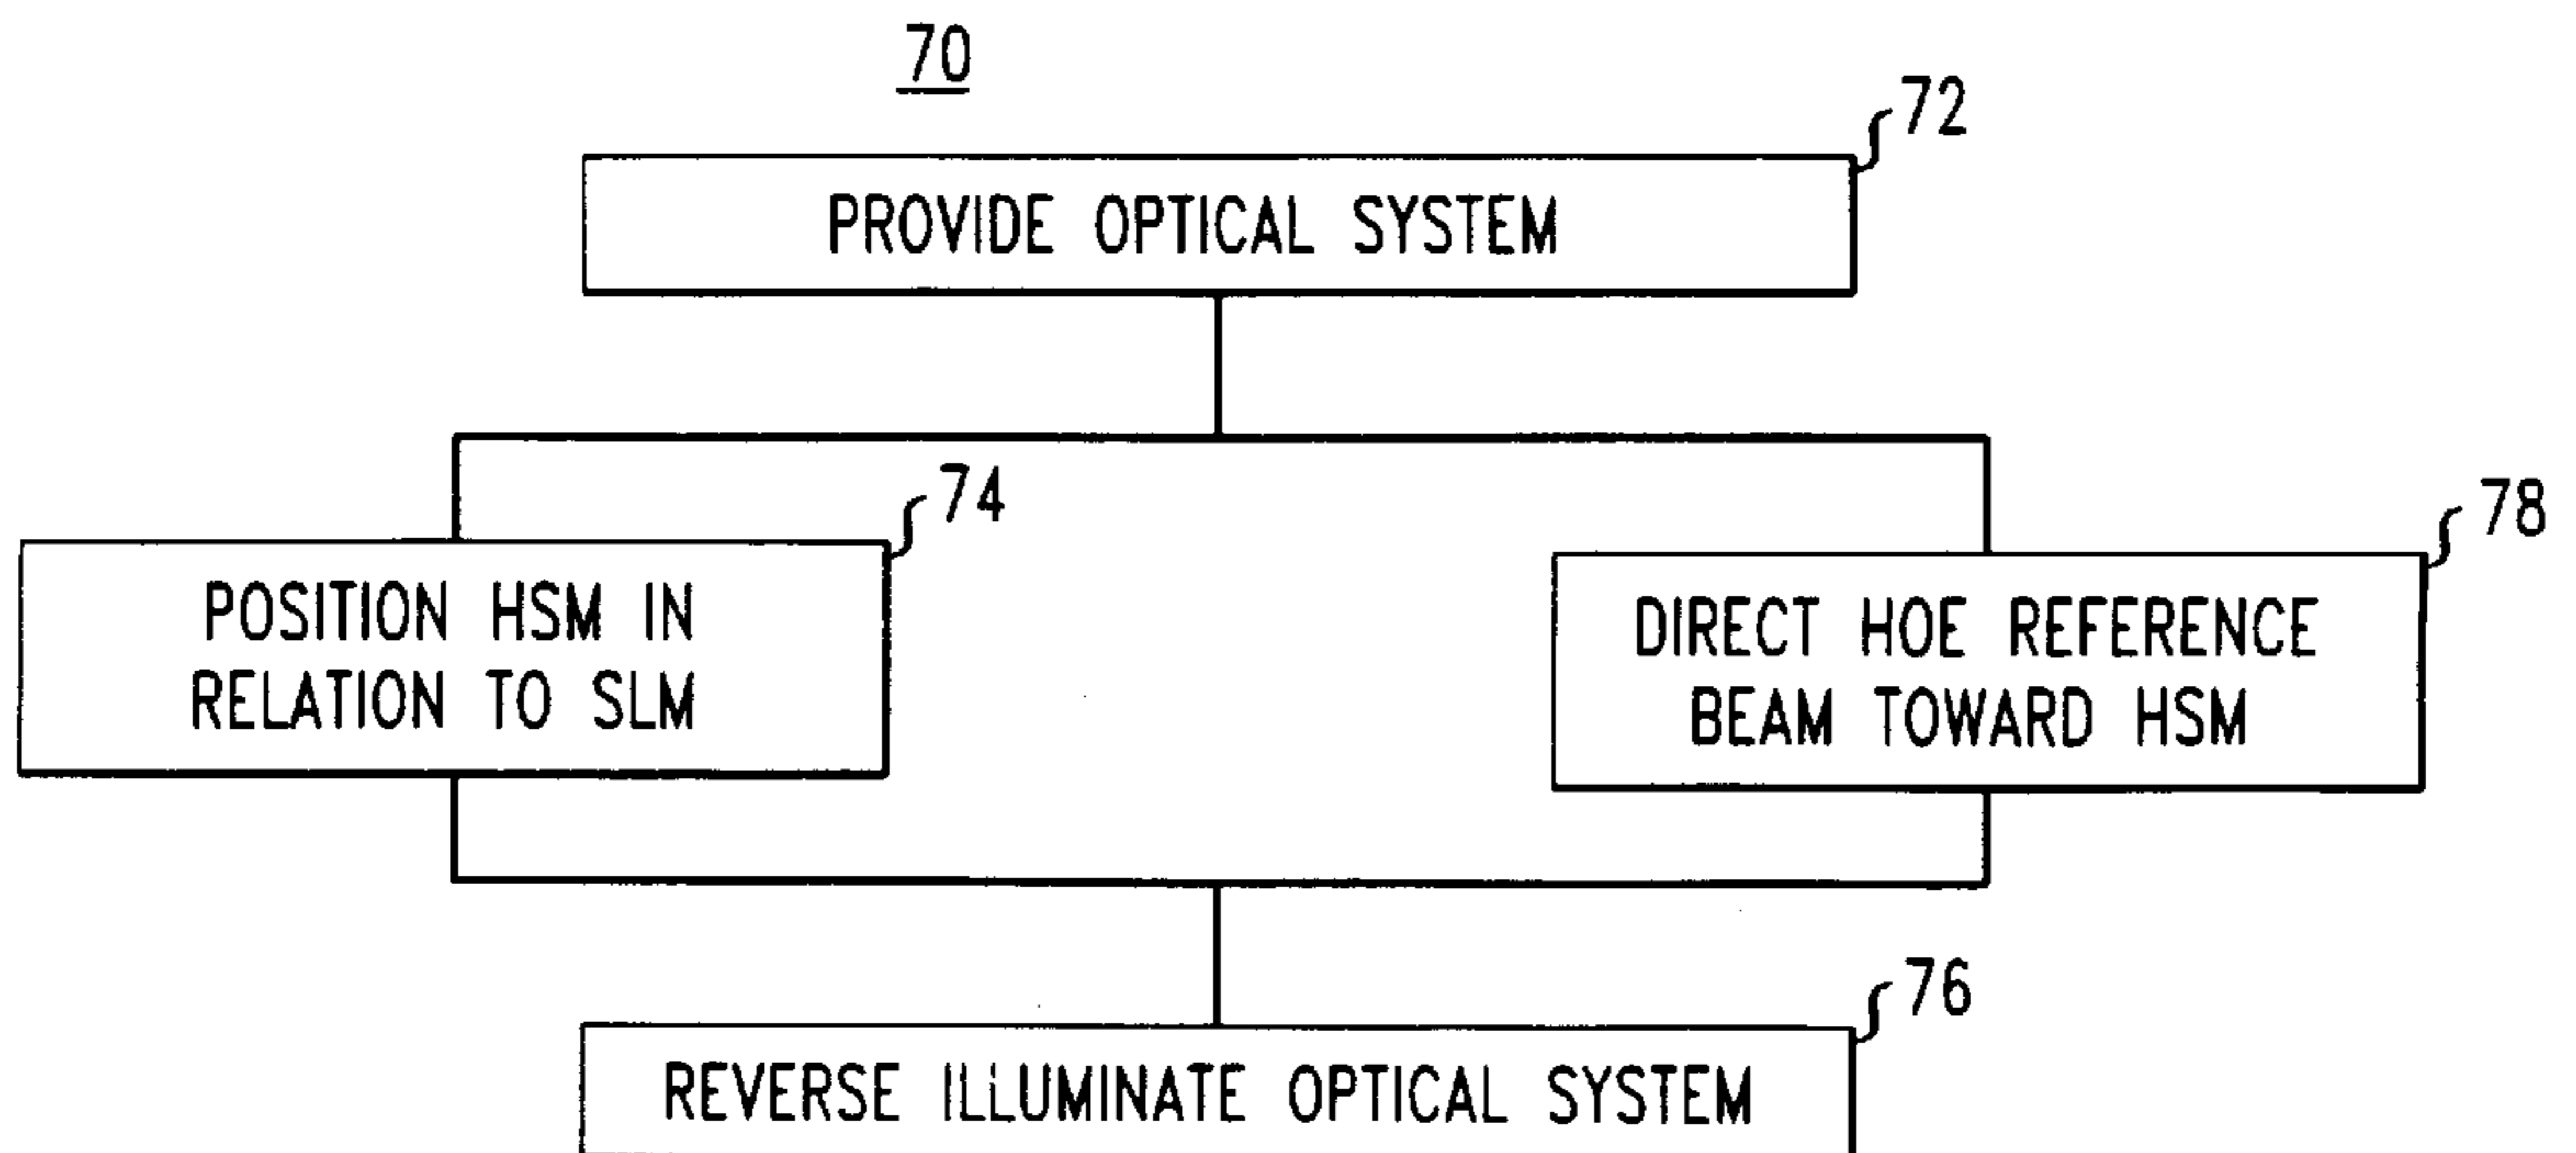 70
72
PROVIDE OPTICAL SYSTEM
74
78
POSITION HSM IN
RELATION TO SLM
DIRECT HOE REFERENCE
BEAM TOWARD HSM
76
REVERSE ILLUMINATE OPTICAL SYSTEM